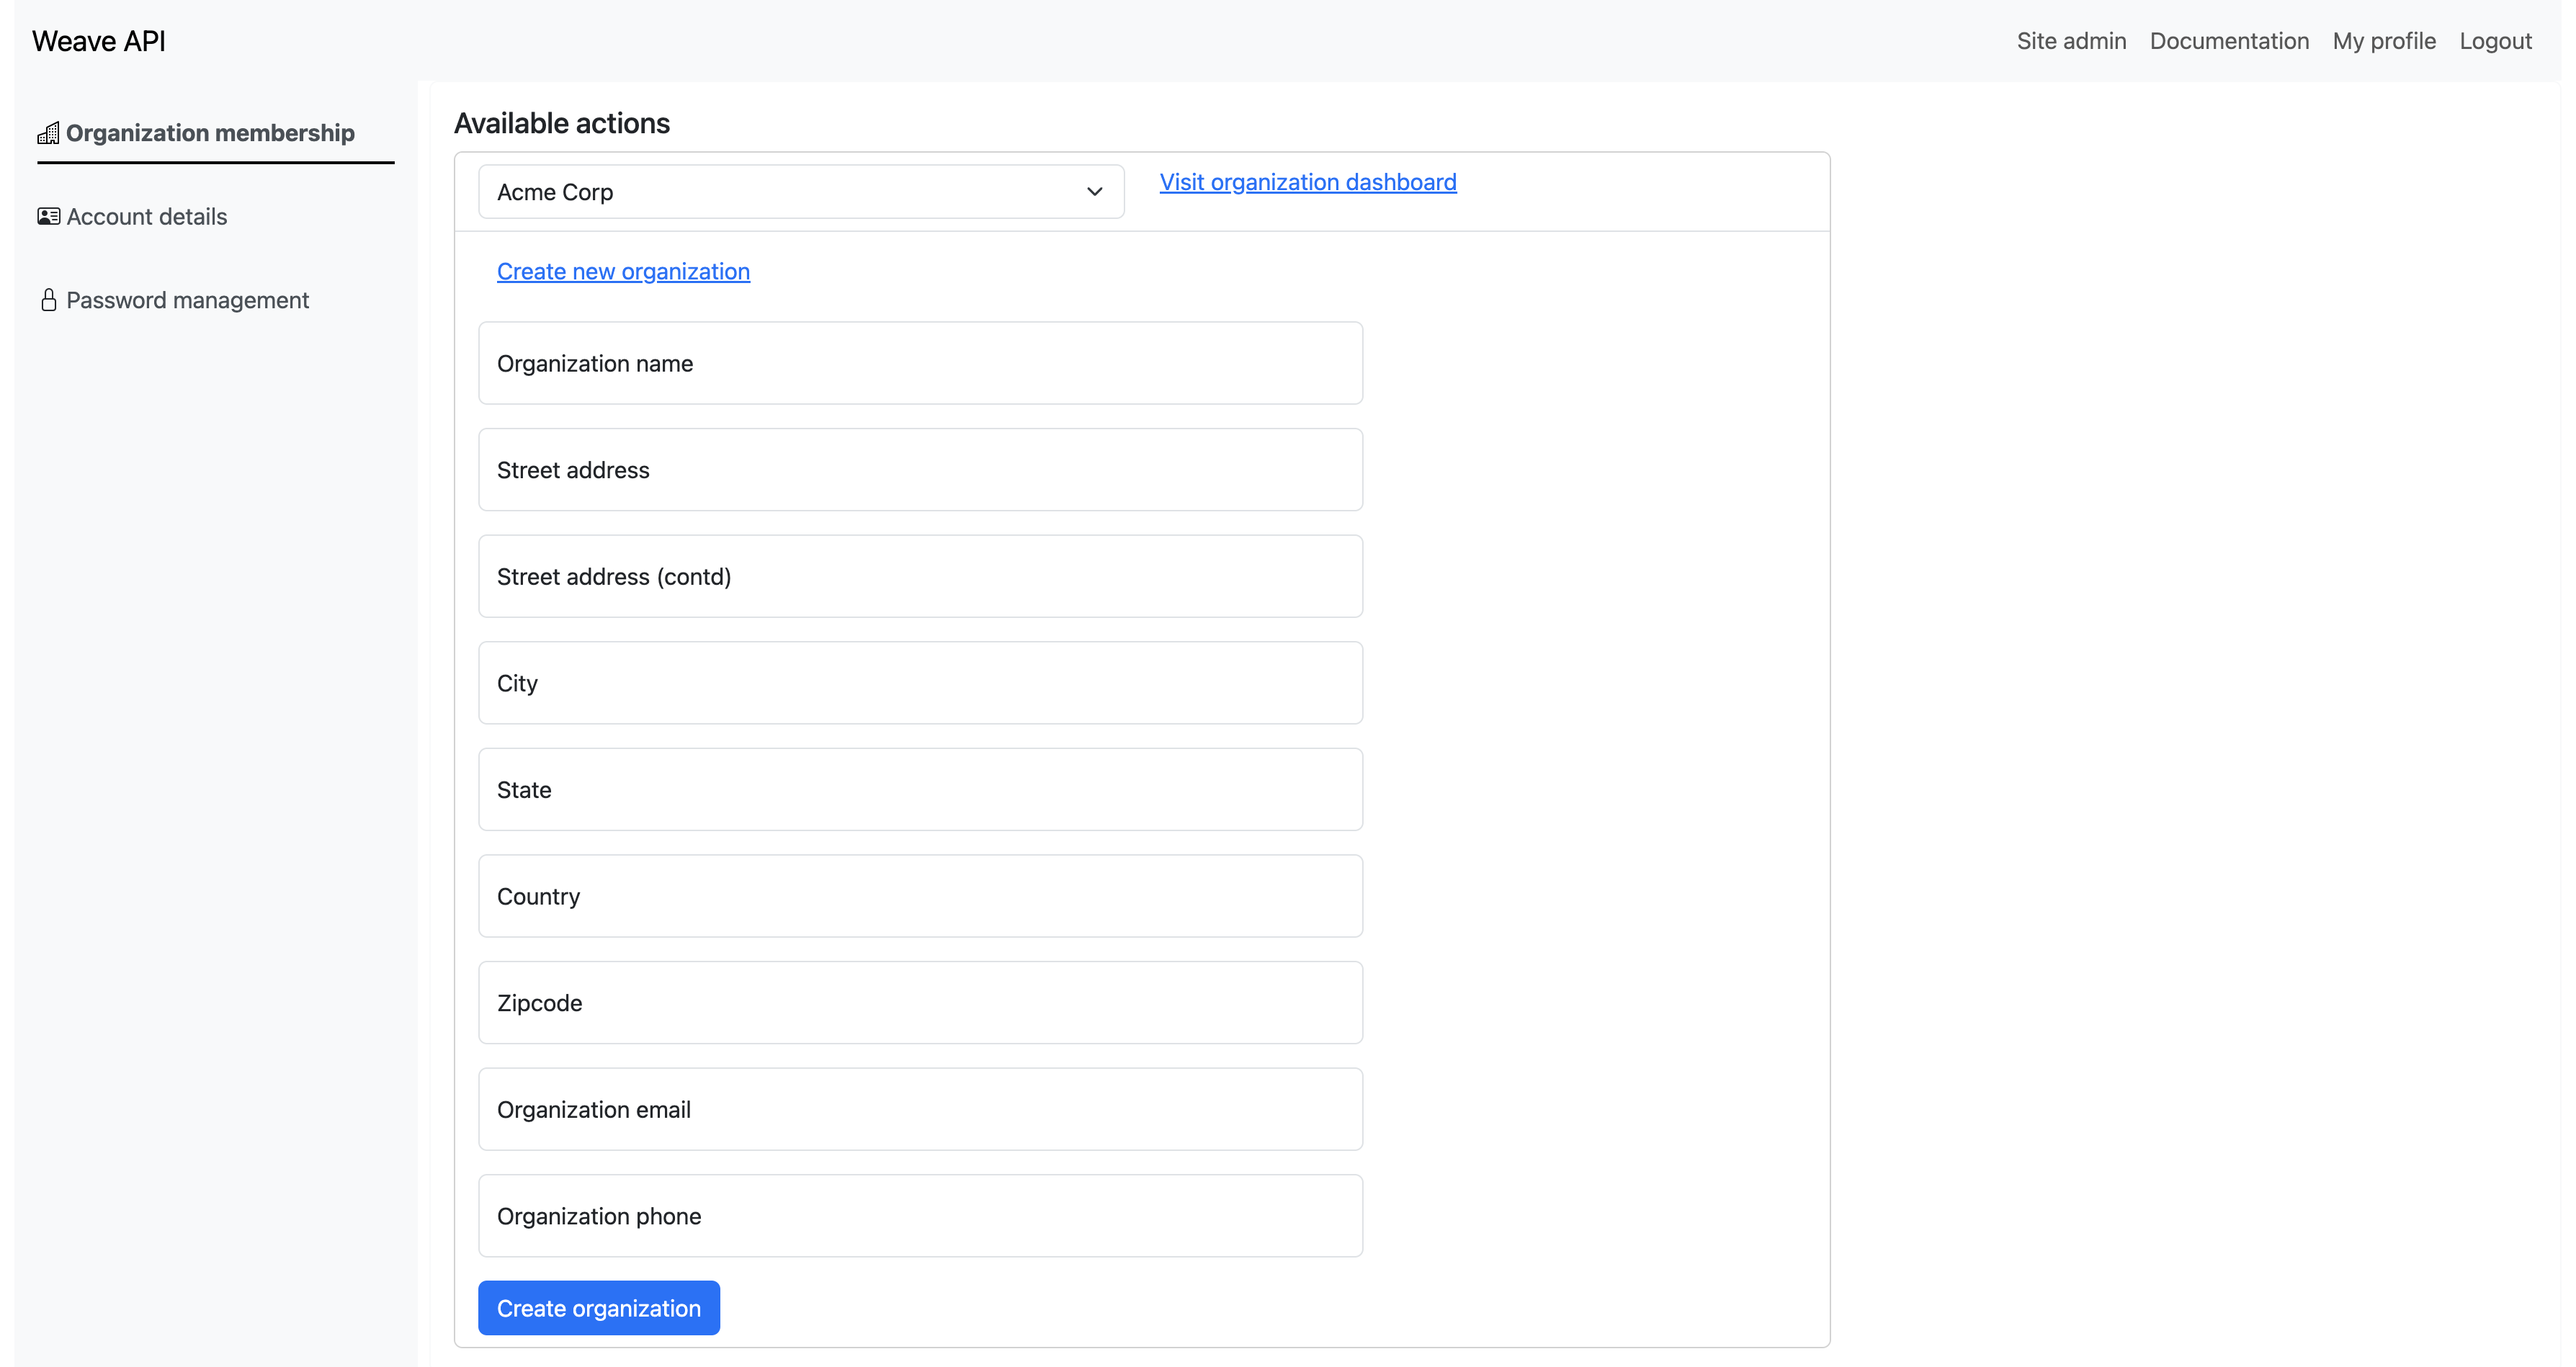 Weave API
Site admin Documentation My profile Logout
Organization membership
Account details
Password management
Available actions
Acme Corp
Visit organization dashboard
Create new organization
Organization name
Street address
Street address (contd)
City
State
Country
Zipcode
Organization email
Organization phone
Create organization